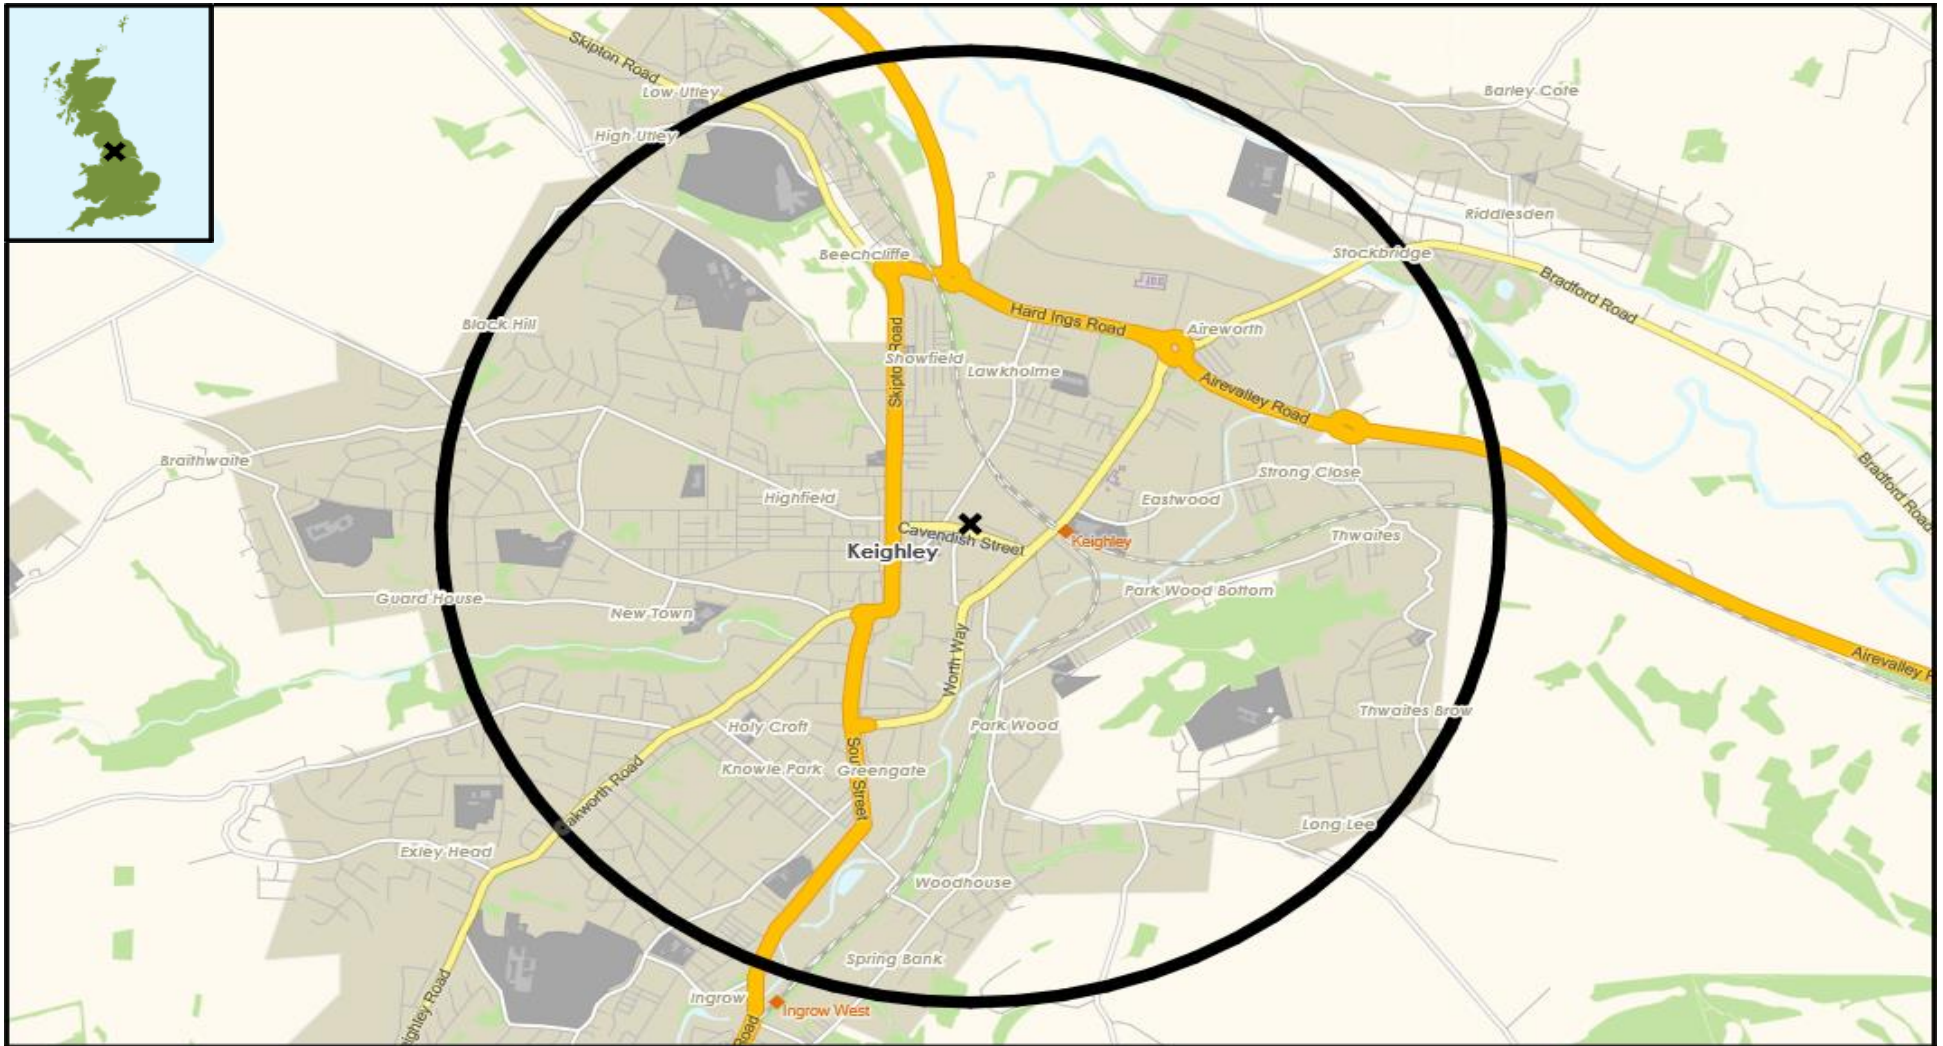 Skipton Road
Low Utley
Barley Cote
High Utley
Riddlesden
Beechcliffe
Stockbridge
Bradford Road
Hard Ings Road
Black Hill
Aireworth
Skipton Road
Showfield
Lawkholme
Airevalley Road
Braithwaite
Strong Close
Bradford Road
Highfield
Eastwood
Cavendish Street
Keighley
Keighley
Thwaites
Guard House
Park Wood Bottom
New Town
Worth Way
Airevalley
Thwaites Brow
Holy Croft
Park Wood
Knowle Park
Greengate
South Street
Oakworth Road
Long Lee
Exley Head
Woodhouse
Spring Bank
Ingrow
Ingrow West
Road
Road